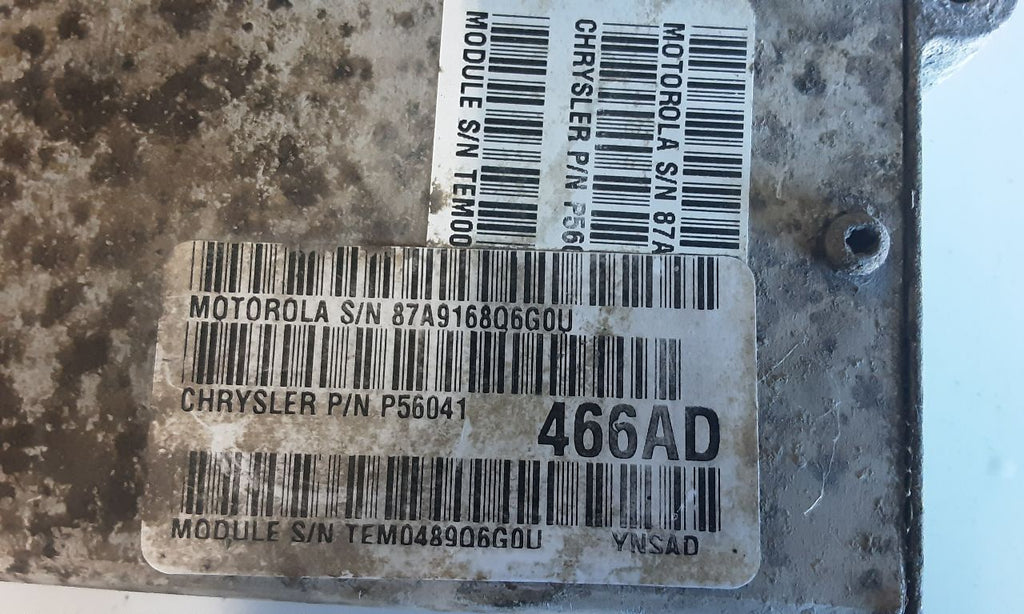 MODULE S/N TEM00
CHRYSLER P/N P56
MOTOROLA S/N 87A
MOTOROLA S/N 87A9168Q6G0U
CHRYSLER P/N P56041
466AD
MODULE S/N TEM0489Q6G0U YNSAD